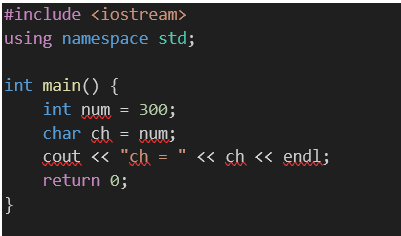 #include <iostream>
using namespace std;

int main() {
    int num = 300;
    char ch = num;
    cout << "ch = " << ch << endl;
    return 0;
}